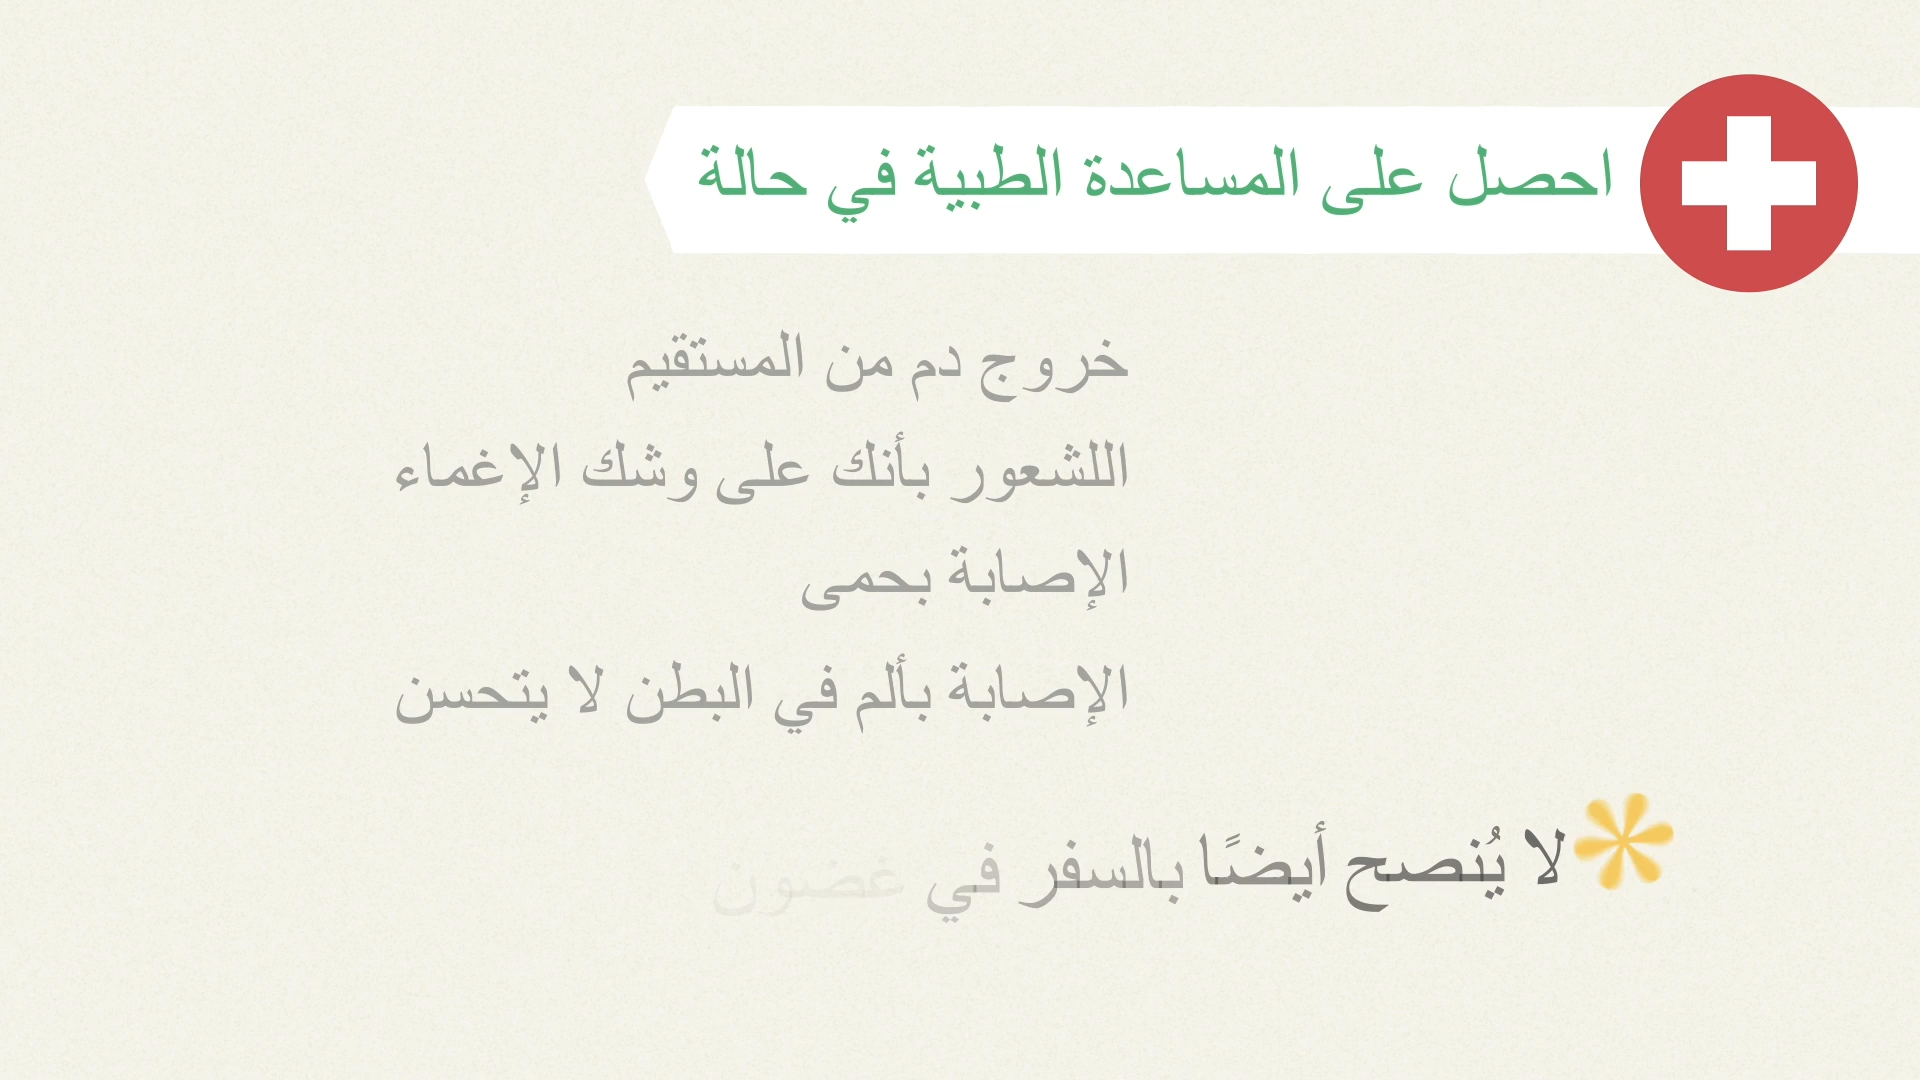 احصل على المساعدة الطبية في حالة
خروج دم من المستقيم
اللشعور بأنك على وشك الإغماء
الإصابة بحمى
الإصابة بألم في البطن لا يتحسن
لا يُنصح أيضًا بالسفر في غضون